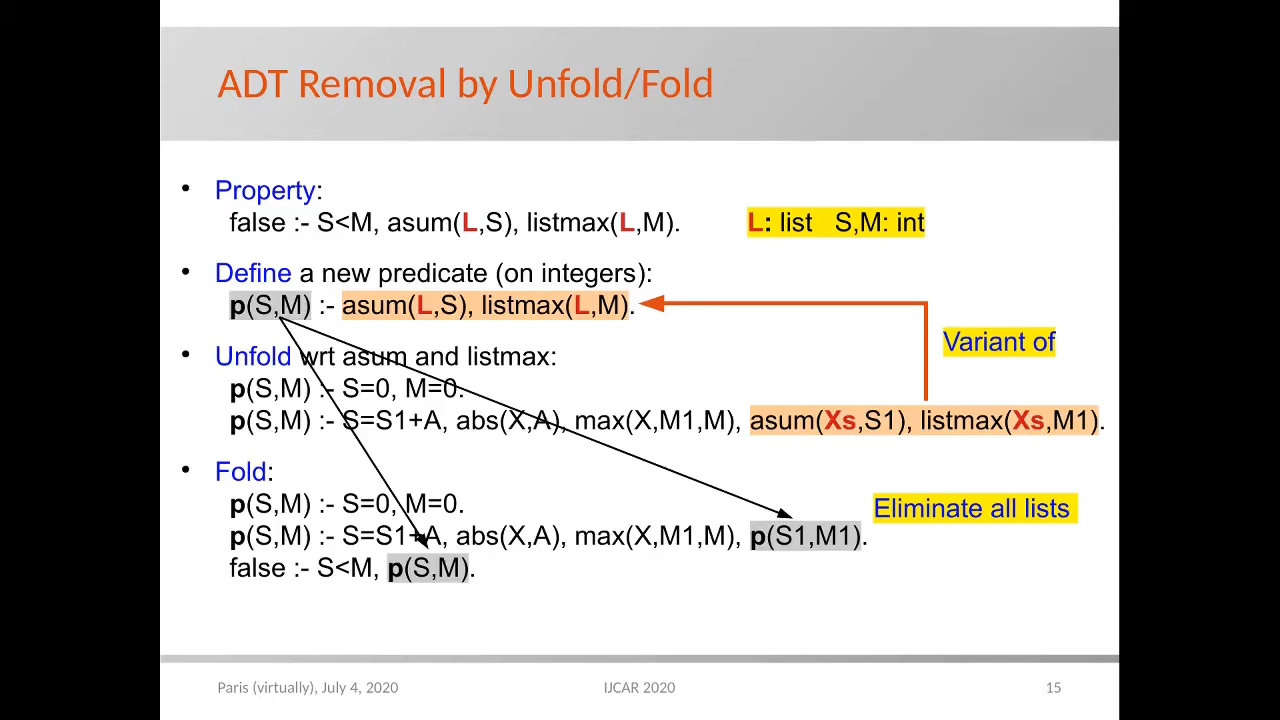 ADT Removal by Unfold/Fold
• Property:
false :- S<M, asum(L,S), listmax(L,M). L: list S,M: int
• Define a new predicate (on integers):
p(S,M) :- asum(L,S), listmax(L,M).
Variant of
• Unfold wrt asum and listmax:
p(S,M) :- S=0, M=0.
p(S,M) :- S=S1+A, abs(X,A), max(X,M1,M), asum(Xs,S1), listmax(Xs,M1).
• Fold:
p(S,M) :- S=0, M=0.
Eliminate all lists
p(S,M) :- S=S1+A, abs(X,A), max(X,M1,M), p(S1,M1).
false :- S<M, p(S,M).
Paris (virtually), July 4, 2020 IJCAR 2020 15